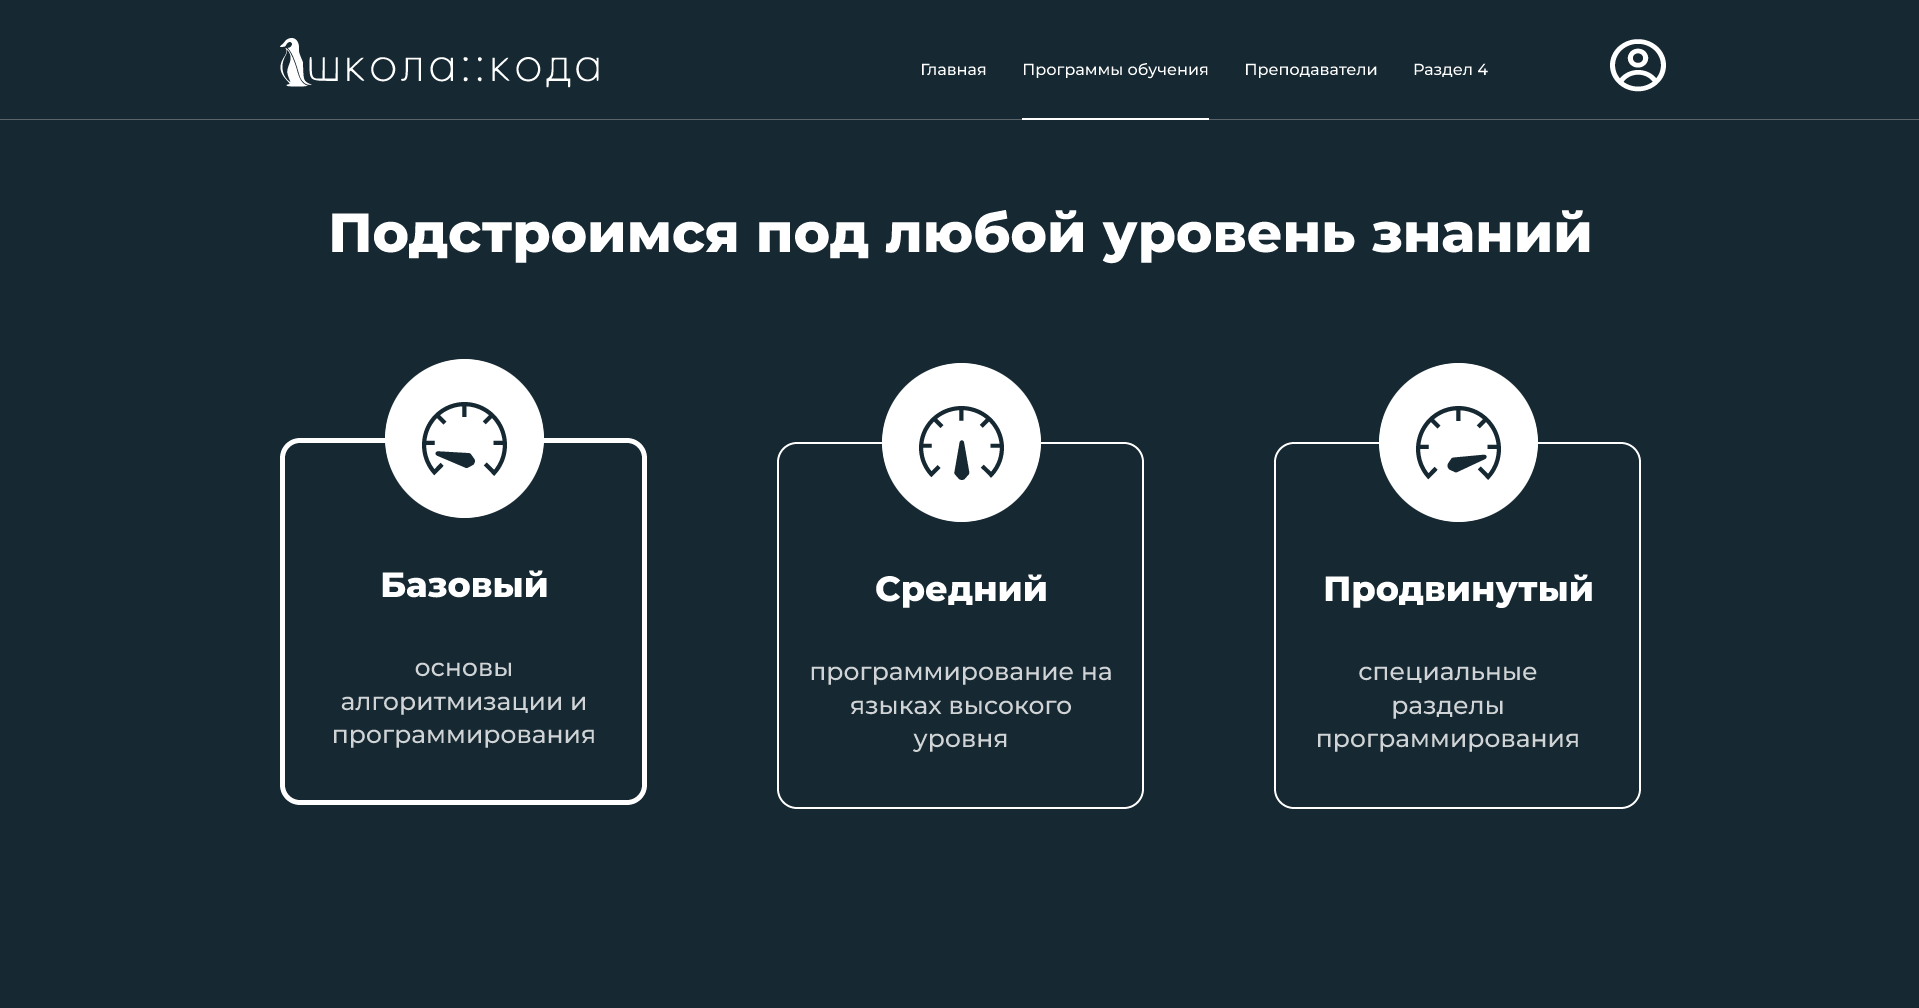 школа::кода
Главная
Программы обучения
Преподаватели
Раздел 4
Подстроимся под любой уровень знаний
Базовый
основы
алгоритмизации и
программирования
Средний
программирование на
языках высокого
уровня
Продвинутый
специальные
разделы
программирования